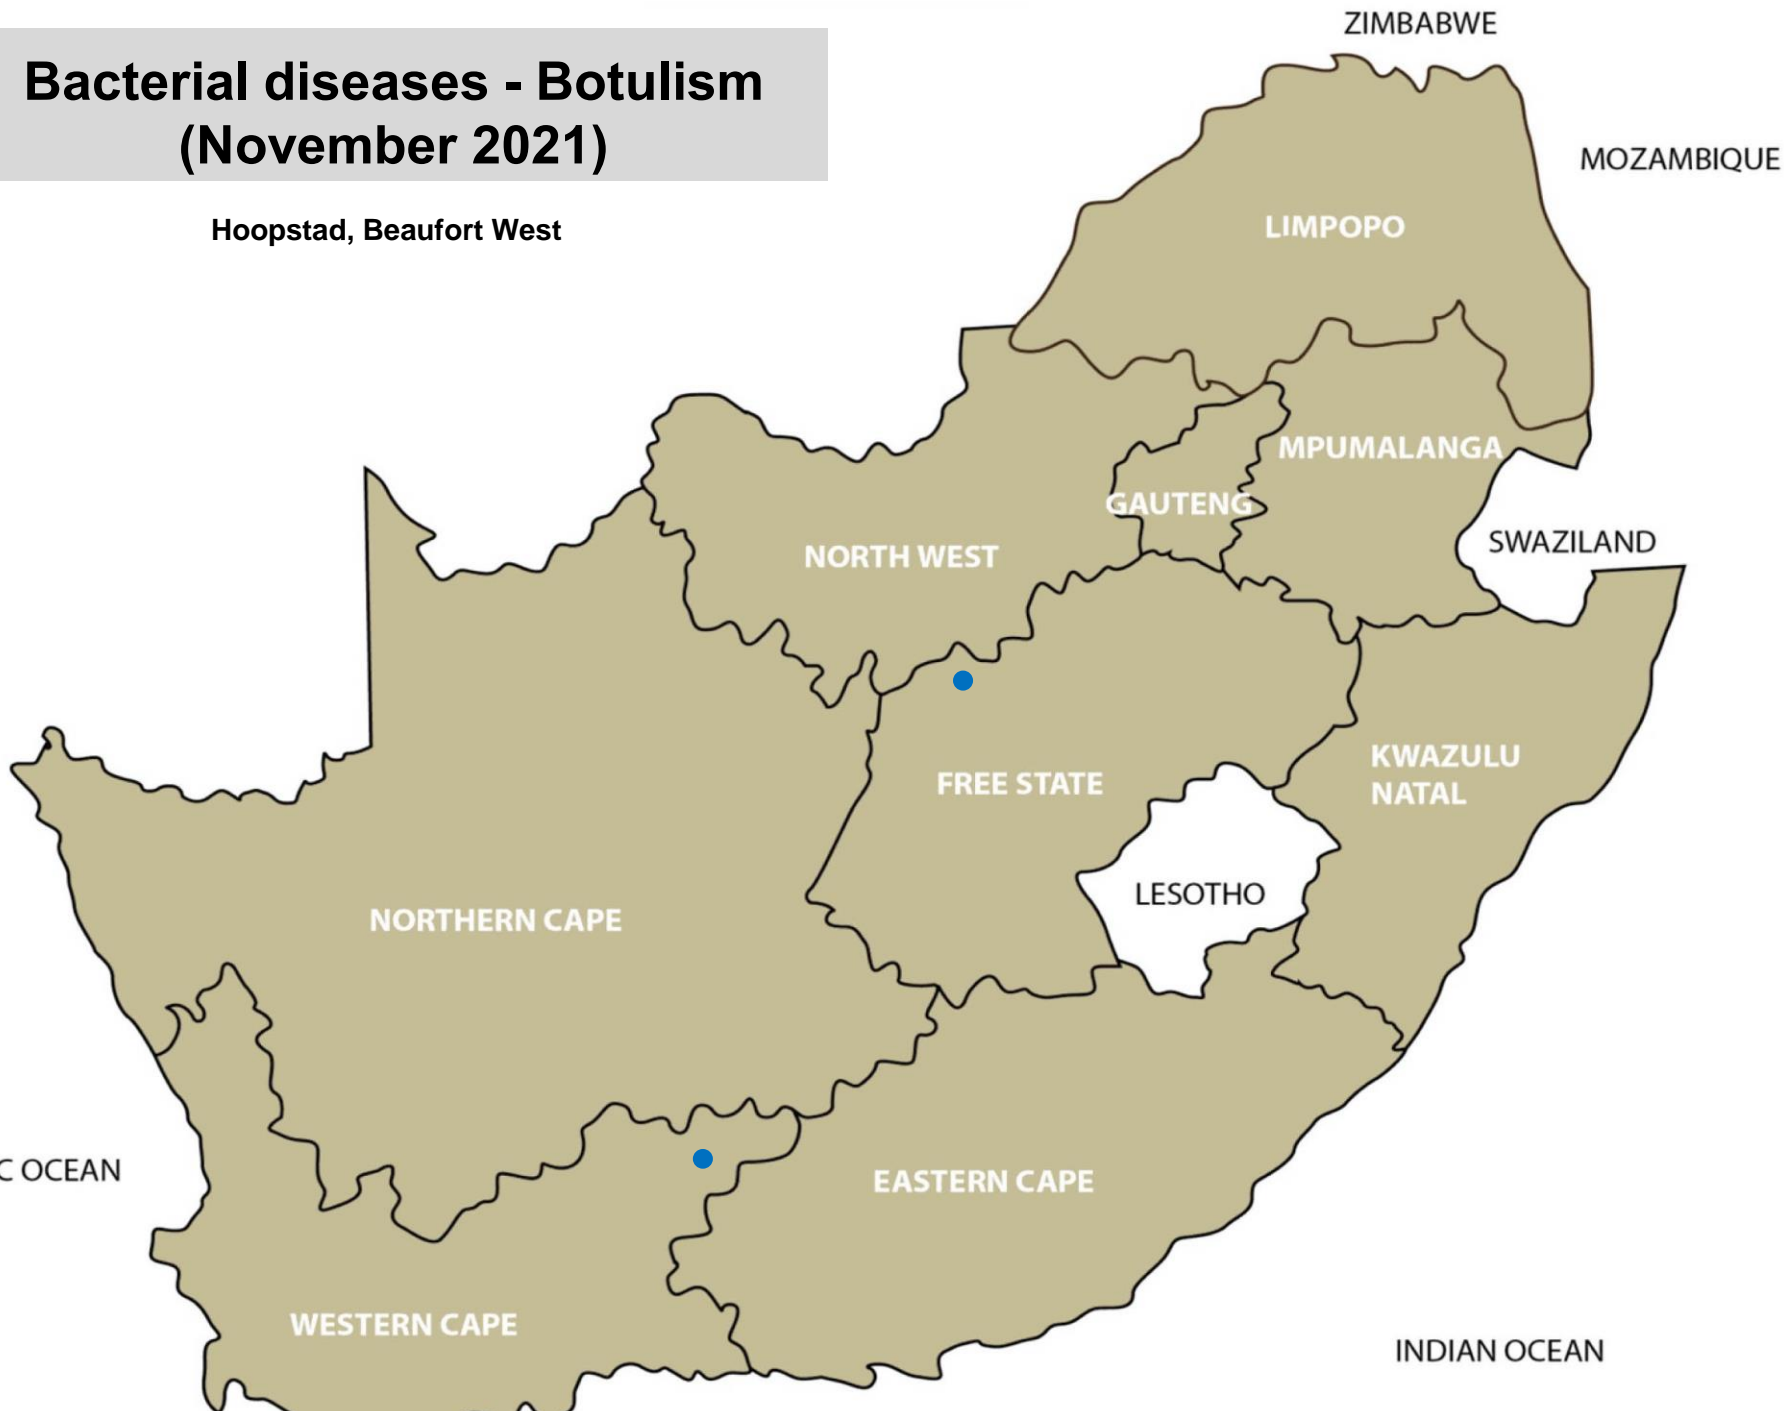 Bacterial diseases - Botulism
(November 2021)
Hoopstad, Beaufort West
ZIMBABWE
MOZAMBIQUE
LIMPOPO
MPUMALANGA
GAUTENG
SWAZILAND
NORTH WEST
KWAZULU
NATAL
FREE STATE
LESOTHO
NORTHERN CAPE
C OCEAN
EASTERN CAPE
WESTERN CAPE
INDIAN OCEAN